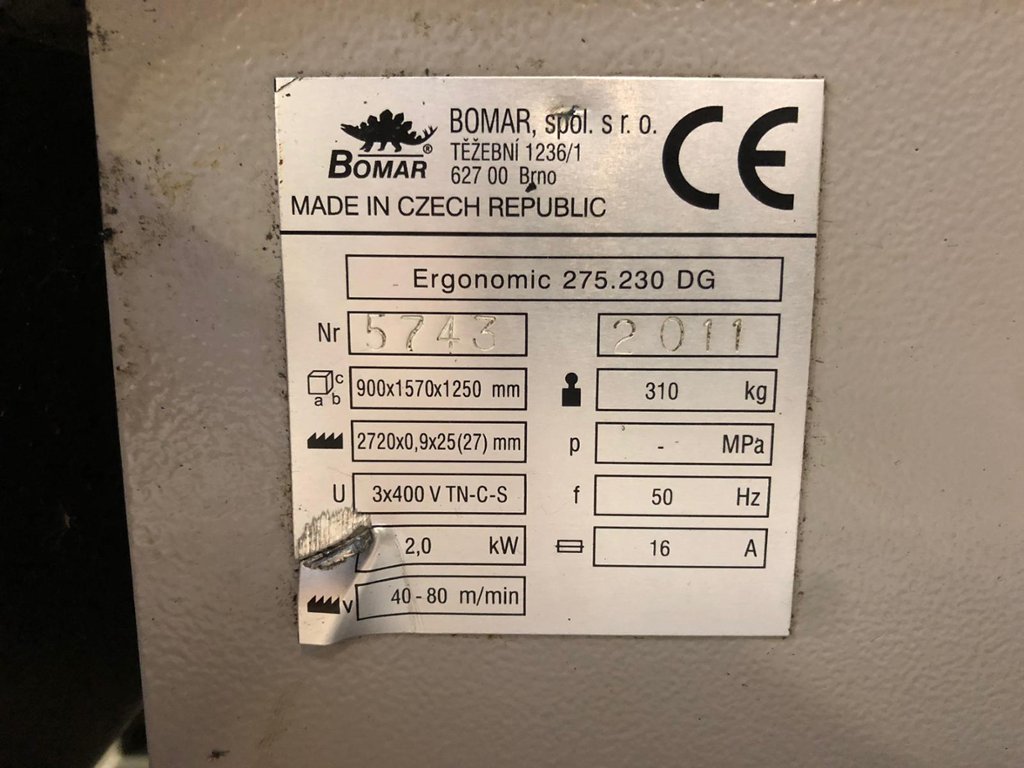 BOMAR®
BOMAR, spol. s r. o.
TĚŽEBNÍ 1236/1
627 00 Brno
CE
MADE IN CZECH REPUBLIC
Ergonomic 275.230 DG
Nr 5743 2011
c a b 900x1570x1250 mm 310 kg
2720x0,9x25(27) mm p - MPa
U 3x400 V TN-C-S f 50 Hz
2,0 kW 16 A
v 40-80 m/min